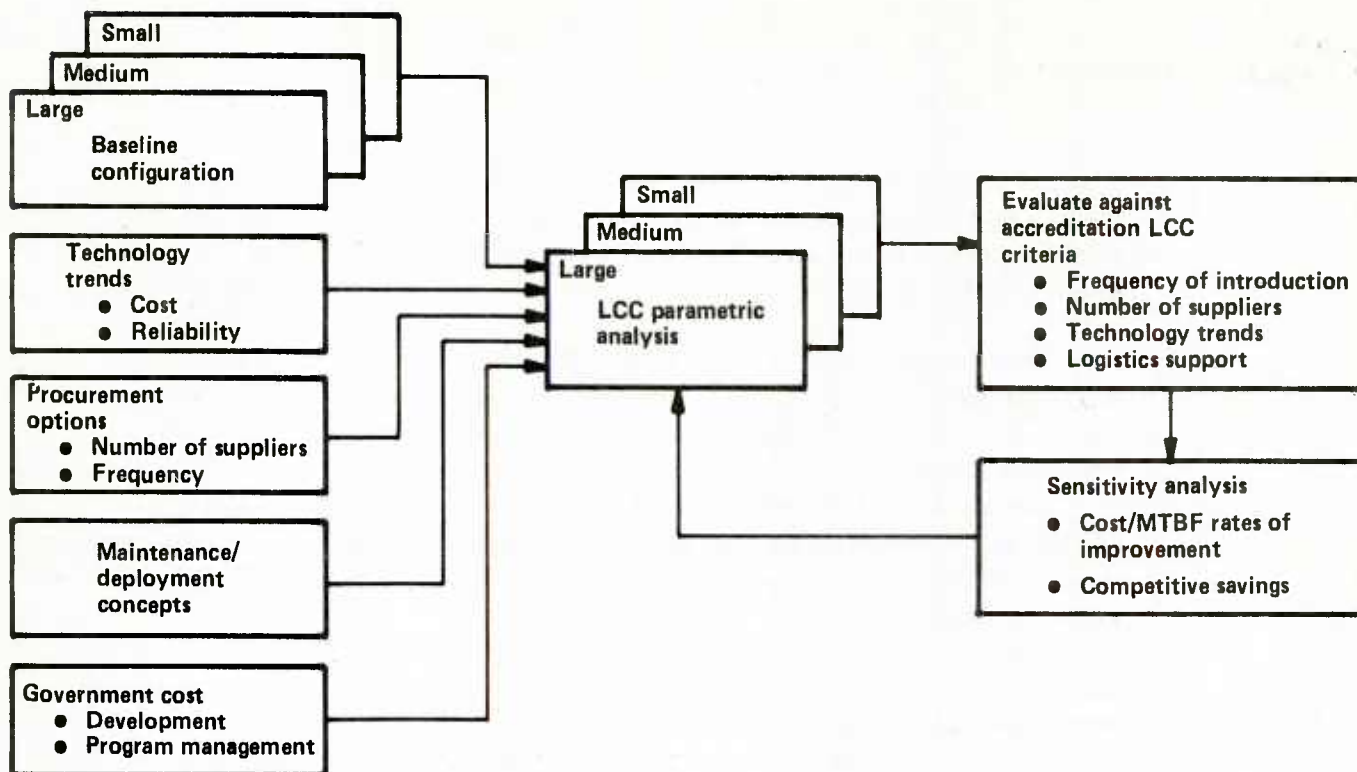 Small
Medium
Large
Baseline
configuration
Technology
trends
● Cost
● Reliability
Procurement
options
● Number of suppliers
● Frequency
Maintenance/
deployment
concepts
Government cost
● Development
● Program management
Small
Medium
Large
LCC parametric
analysis
Evaluate against
accreditation LCC
criteria
● Frequency of introduction
● Number of suppliers
● Technology trends
● Logistics support
Sensitivity analysis
● Cost/MTBF rates of
improvement
● Competitive savings